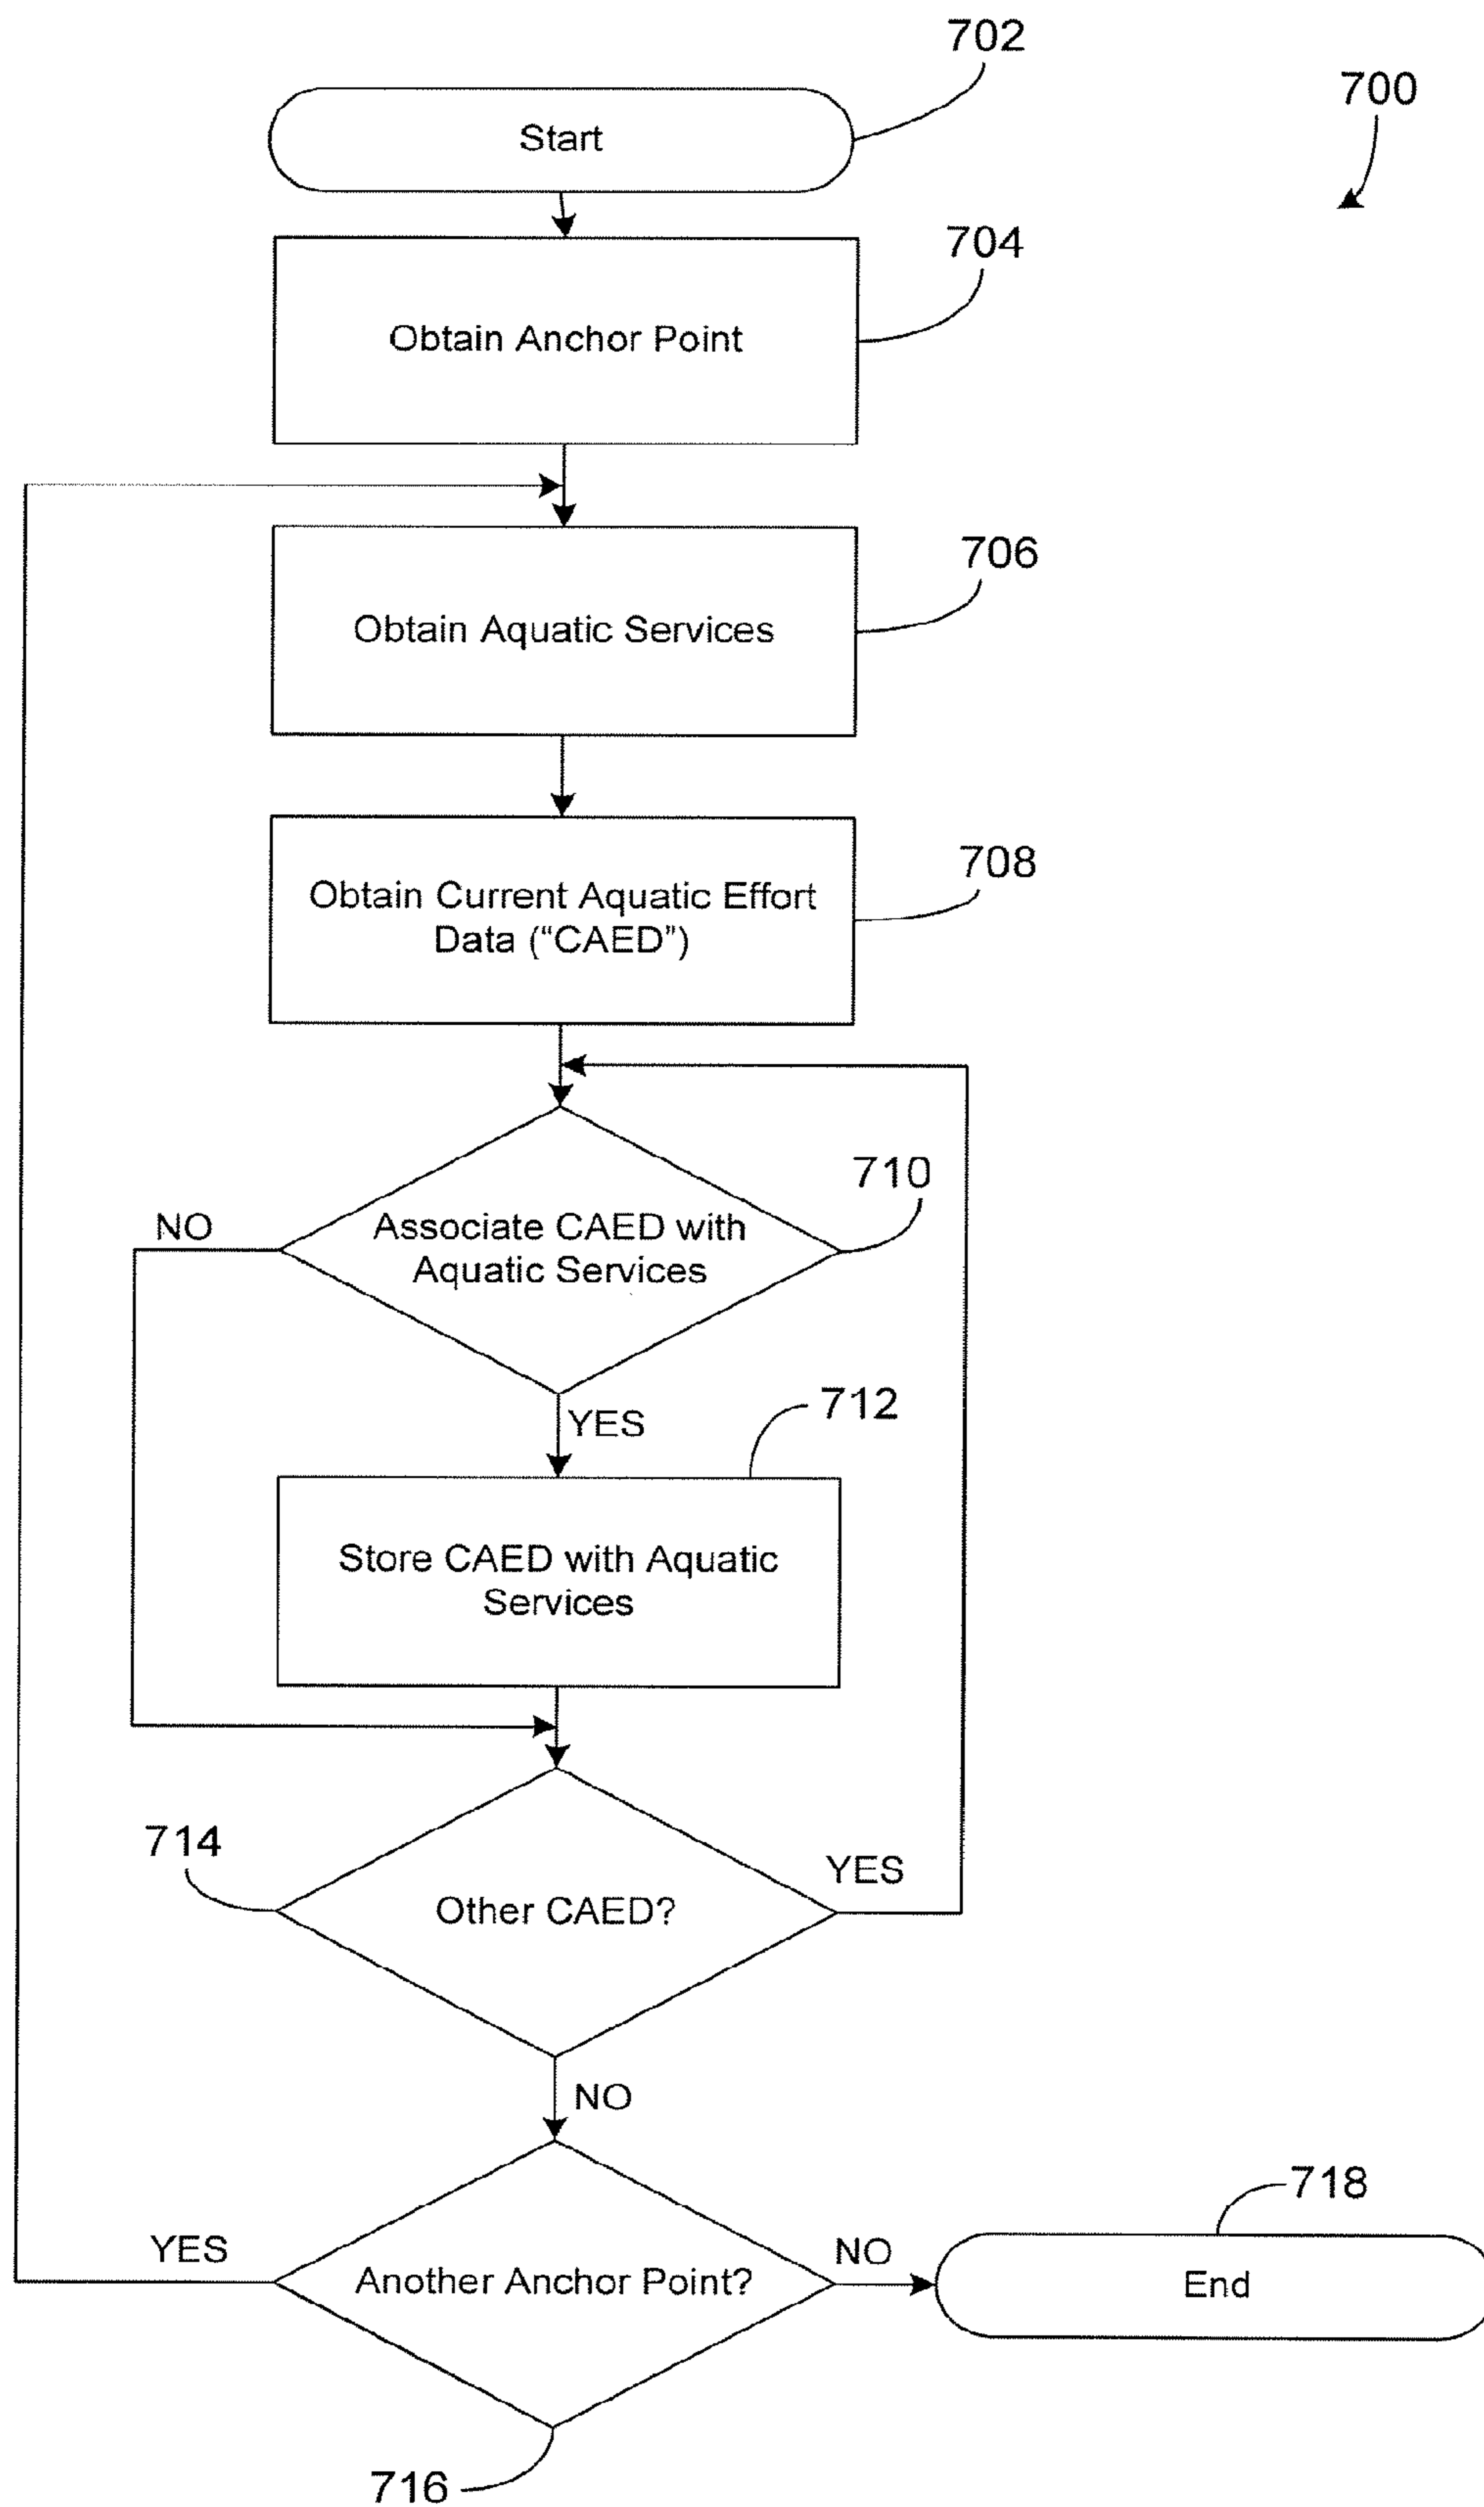 702
700
Start
704
Obtain Anchor Point
706
Obtain Aquatic Services
708
Obtain Current Aquatic Effort
Data (“CAED”)
710
NO
Associate CAED with
Aquatic Services
YES
712
Store CAED with Aquatic
Services
714
YES
Other CAED?
NO
718
YES
NO
Another Anchor Point?
End
716